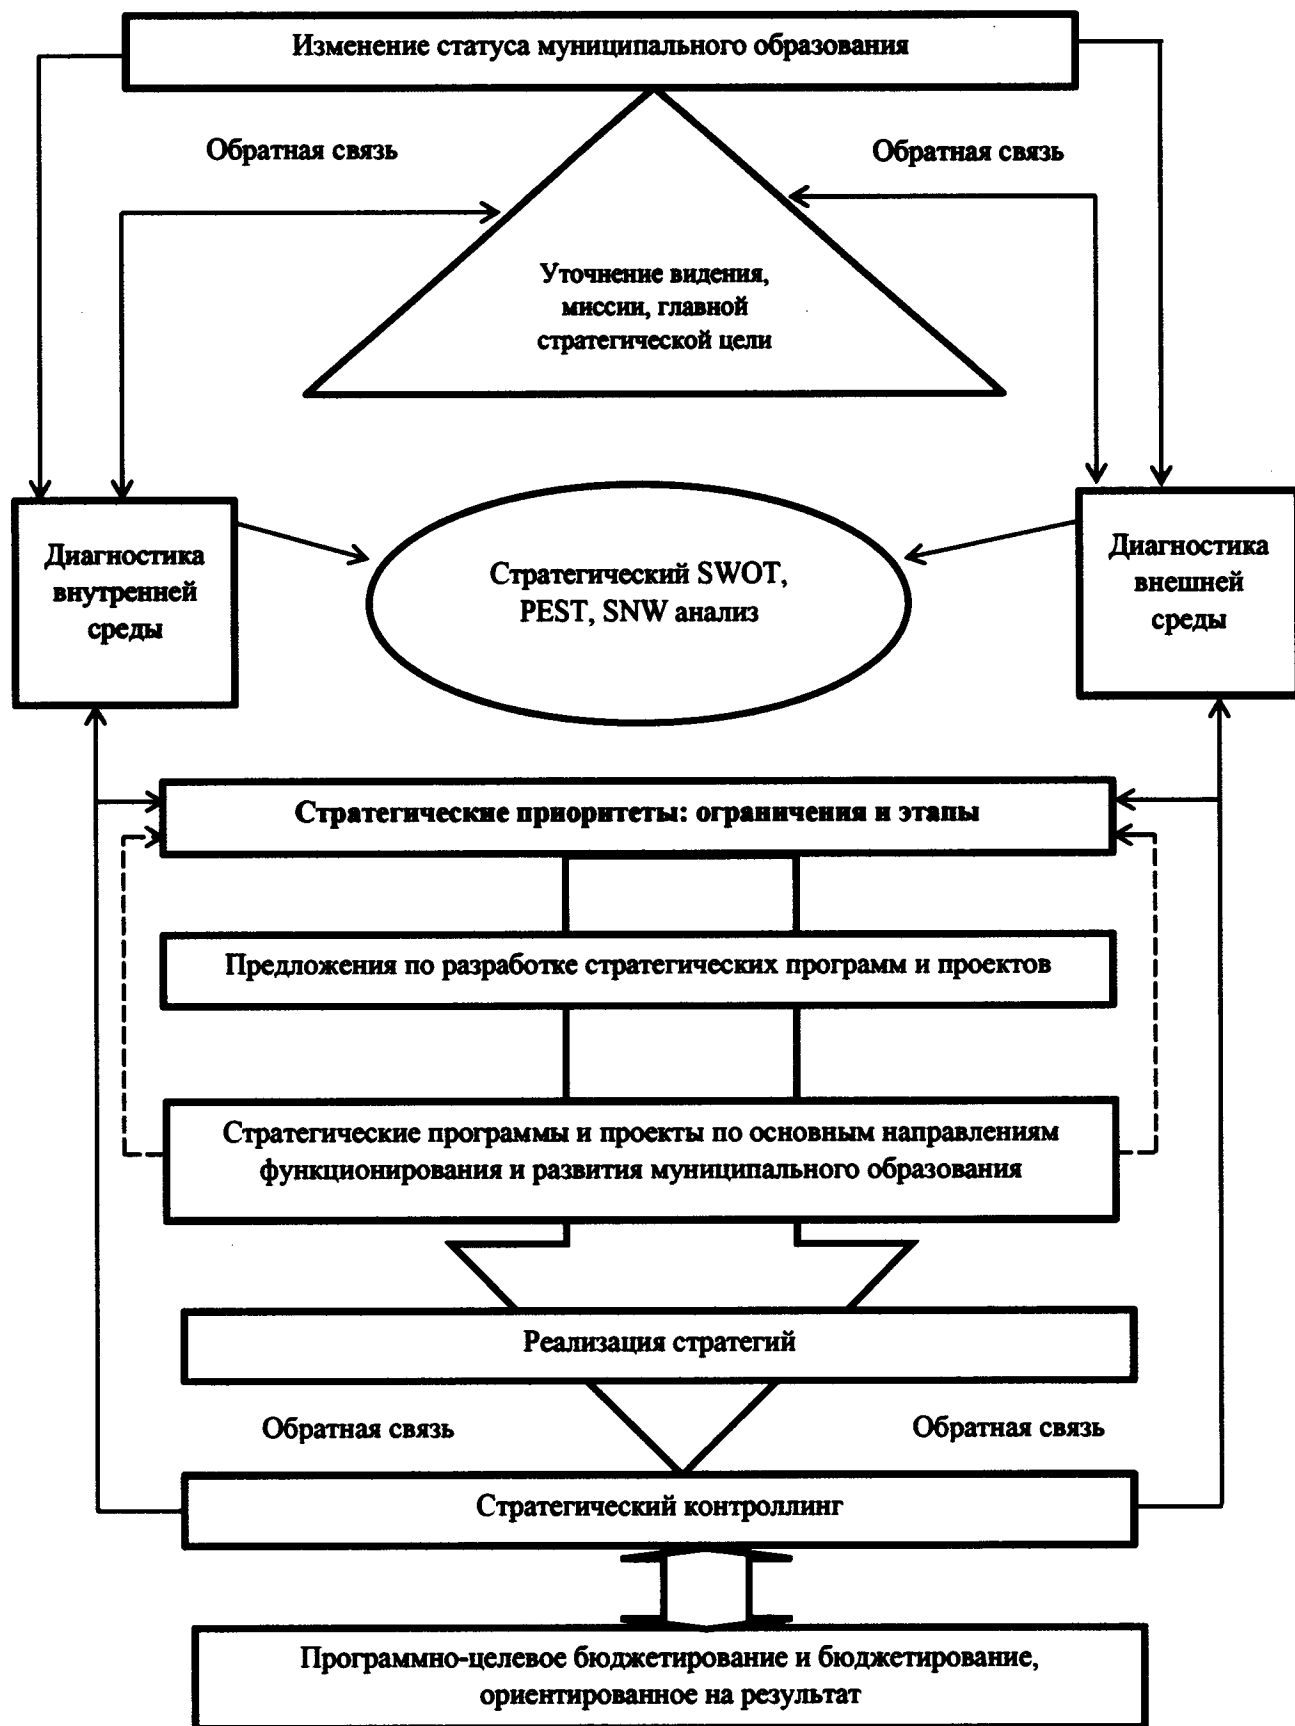 Изменение статуса муниципального образования
Обратная связь
Обратная связь
Уточнение видения,
миссии, главной
стратегической цели
Диагностика
внутренней
среды
Стратегический SWOT,
PEST, SNW анализ
Диагностика
внешней
среды
Стратегические приоритеты: ограничения и этапы
Предложения по разработке стратегических программ и проектов
Стратегические программы и проекты по основным направлениям
функционирования и развития муниципального образования
Реализация стратегий
Обратная связь
Обратная связь
Стратегический контроллинг
Программно-целевое бюджетирование и бюджетирование,
ориентированное на результат